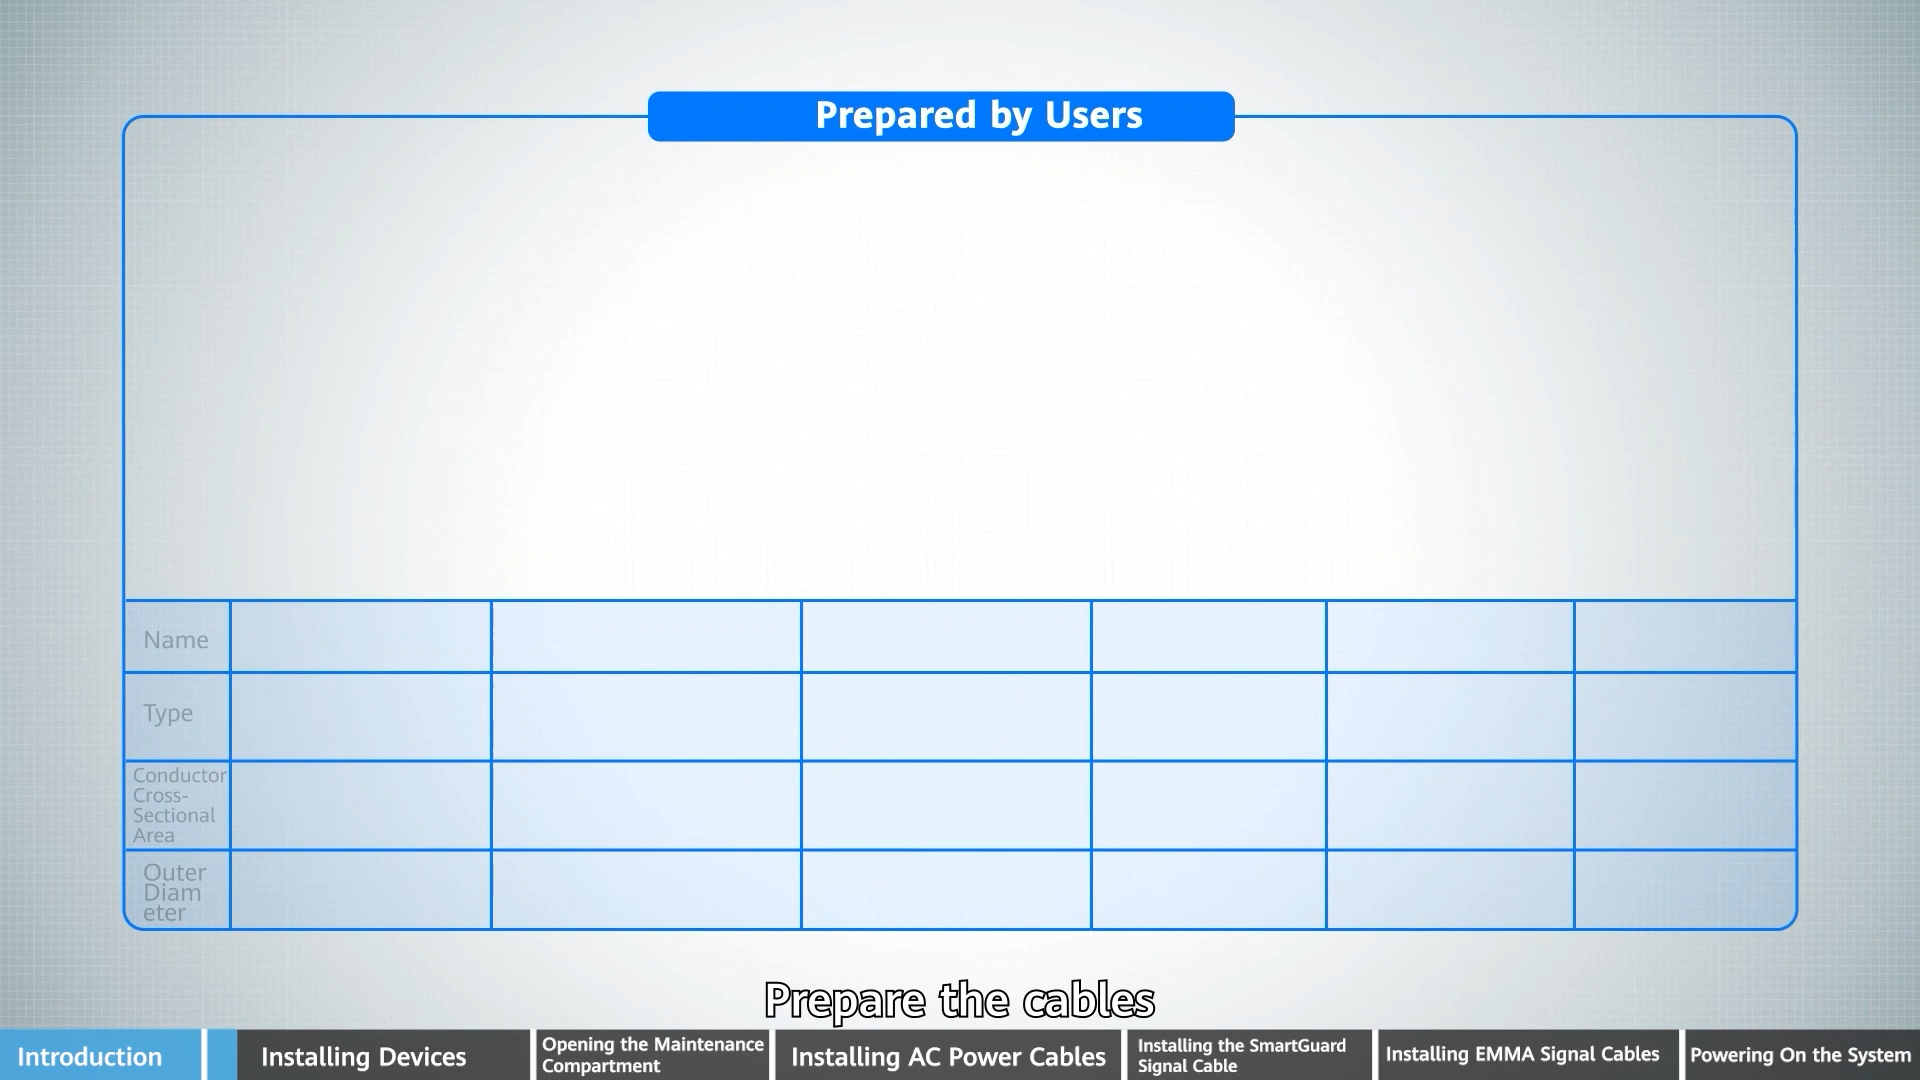 Prepared by Users
Name
Type
Conductor
Cross-
Sectional
Area
Outer
Diam
eter
Prepare the cables
Introduction
Installing Devices
Opening the Maintenance
Compartment
Installing AC Power Cables
Installing the SmartGuard
Signal Cable
Installing EMMA Signal Cables
Powering On the System